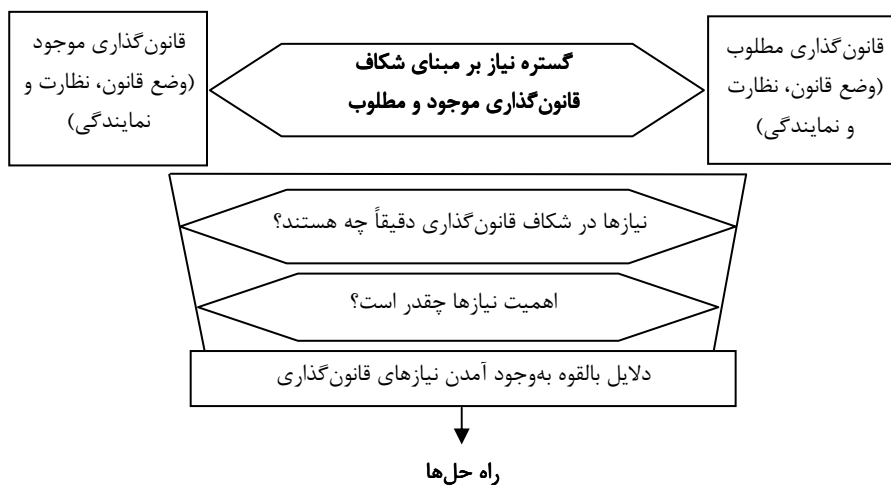 قانون‌گذاری مطلوب
(وضع قانون، نظارت
و نمایندگی)
گستره نیاز بر مبنای شکاف
قانون‌گذاری موجود و مطلوب
قانون‌گذاری موجود
(وضع قانون، نظارت و
نمایندگی)
نیازها در شکاف قانون‌گذاری دقیقاً چه هستند؟
اهمیت نیازها چقدر است؟
دلایل بالقوه به‌وجود آمدن نیازهای قانون‌گذاری
راه حل‌ها